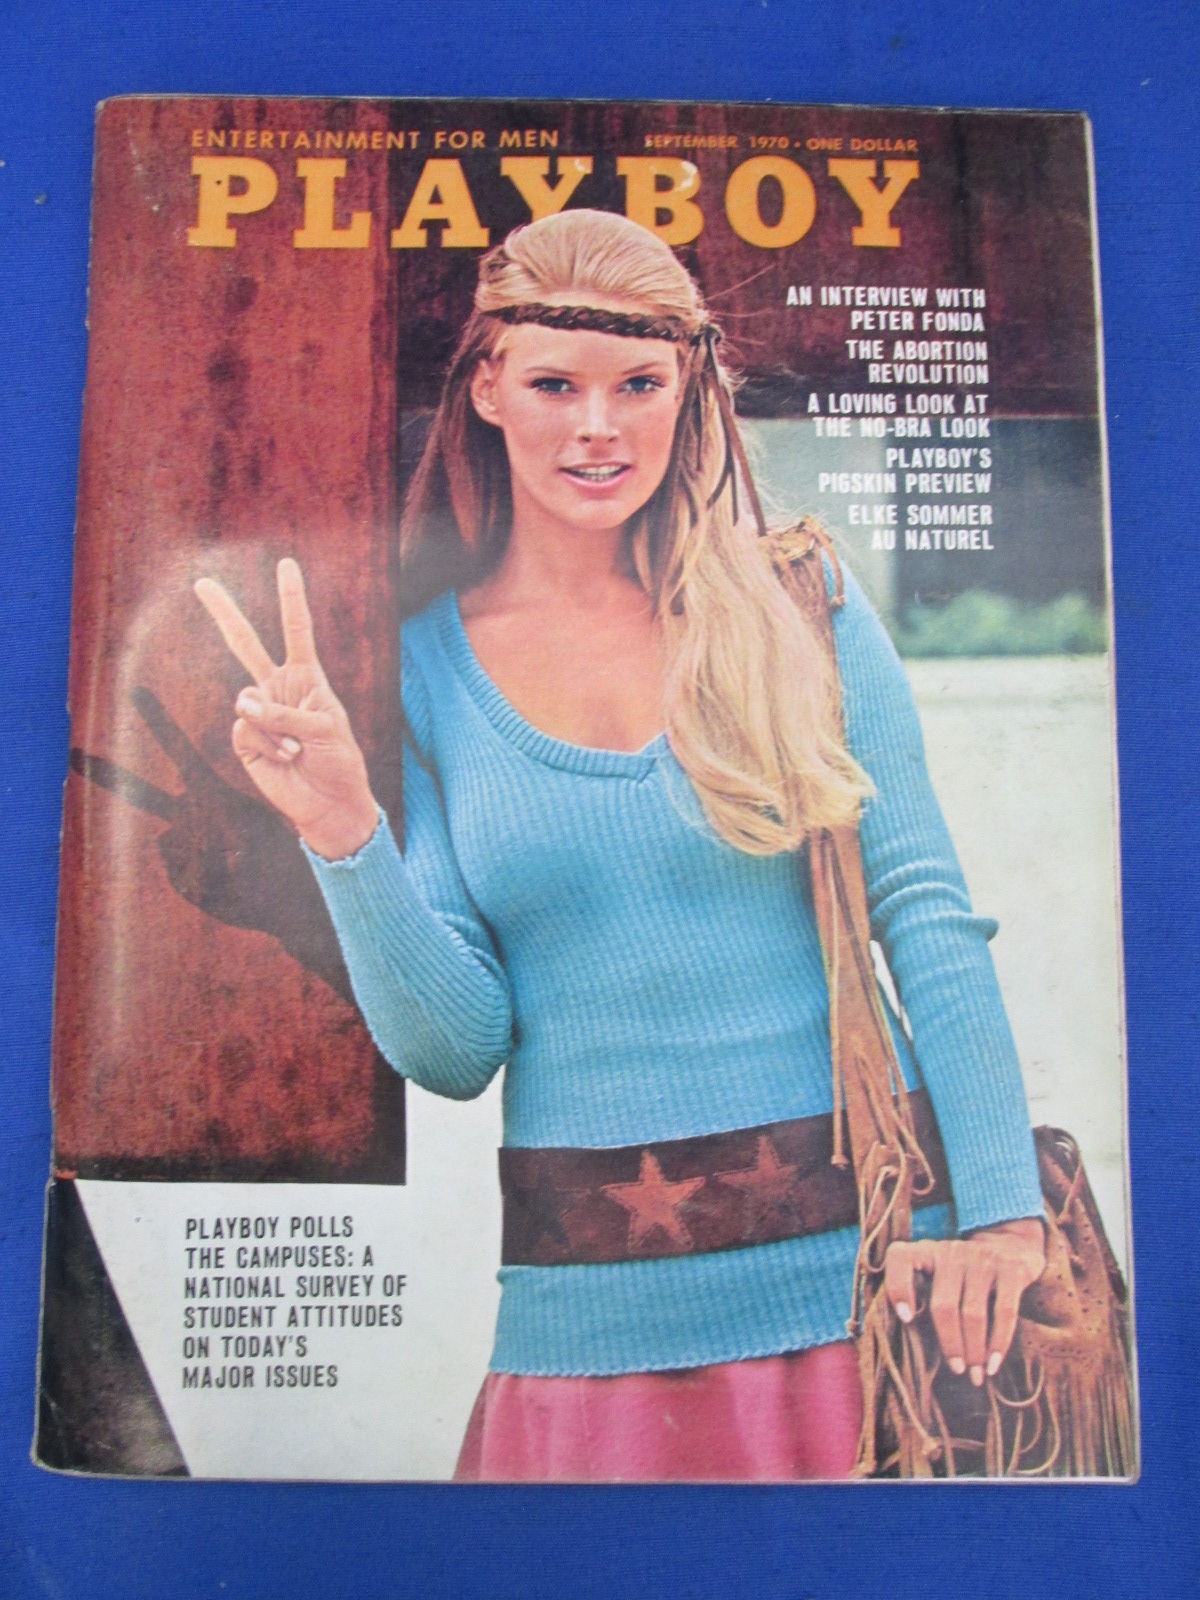 ENTERTAINMENT FOR MEN
SEPTEMBER 1970 • ONE DOLLAR
PLAYBOY
AN INTERVIEW WITH
PETER FONDA
THE ABORTION
REVOLUTION
A LOVING LOOK AT
THE NO-BRA LOOK
PLAYBOY'S
PIGSKIN PREVIEW
ELKE SOMMER
AU NATUREL
PLAYBOY POLLS
THE CAMPUSES: A
NATIONAL SURVEY OF
STUDENT ATTITUDES
ON TODAY'S
MAJOR ISSUES